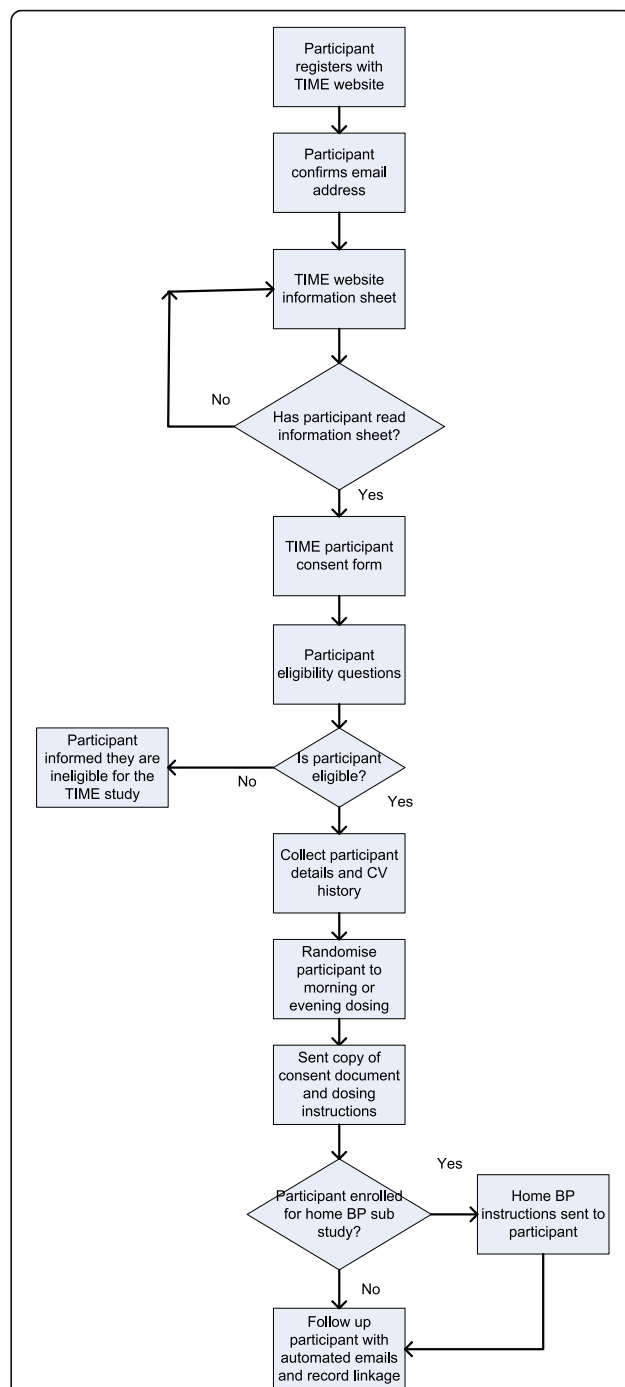 Participant
registers with
TIME website
Participant
confirms email
address
TIME website
information sheet
No
Has participant read
information sheet?
Yes
TIME participant
consent form
Participant
eligibility questions
Participant
informed they are
ineligible for the
TIME study
No
Is participant
eligible?
Yes
Collect participant
details and CV
history
Randomise
participant to
morning or
evening dosing
Sent copy of
consent document
and dosing
instructions
Yes
Participant enrolled
for home BP sub
study?
Home BP
instructions sent to
participant
No
Follow up
participant with
automated emails
and record linkage